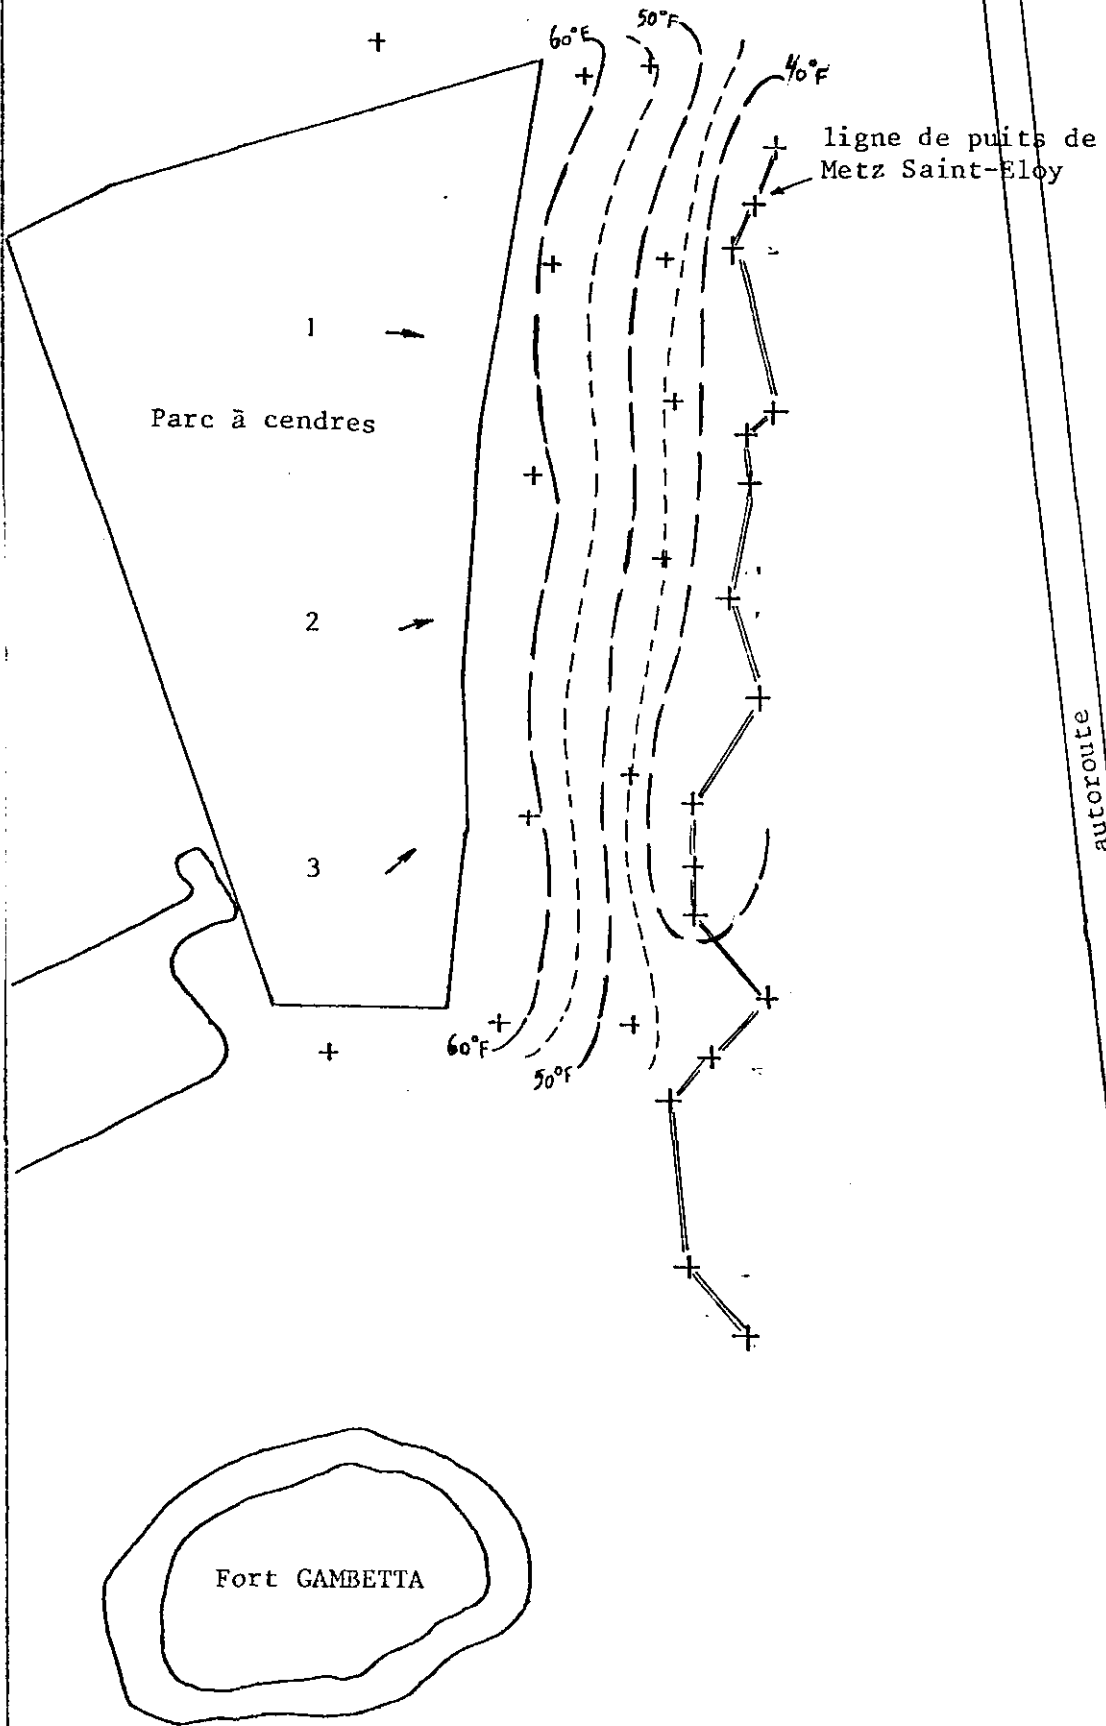 60°F
50°F
40°F
ligne de puits de
Metz Saint-Eloy
1
Parc à cendres
2
3
autoroute
60°F
50°F
Fort GAMBETTA